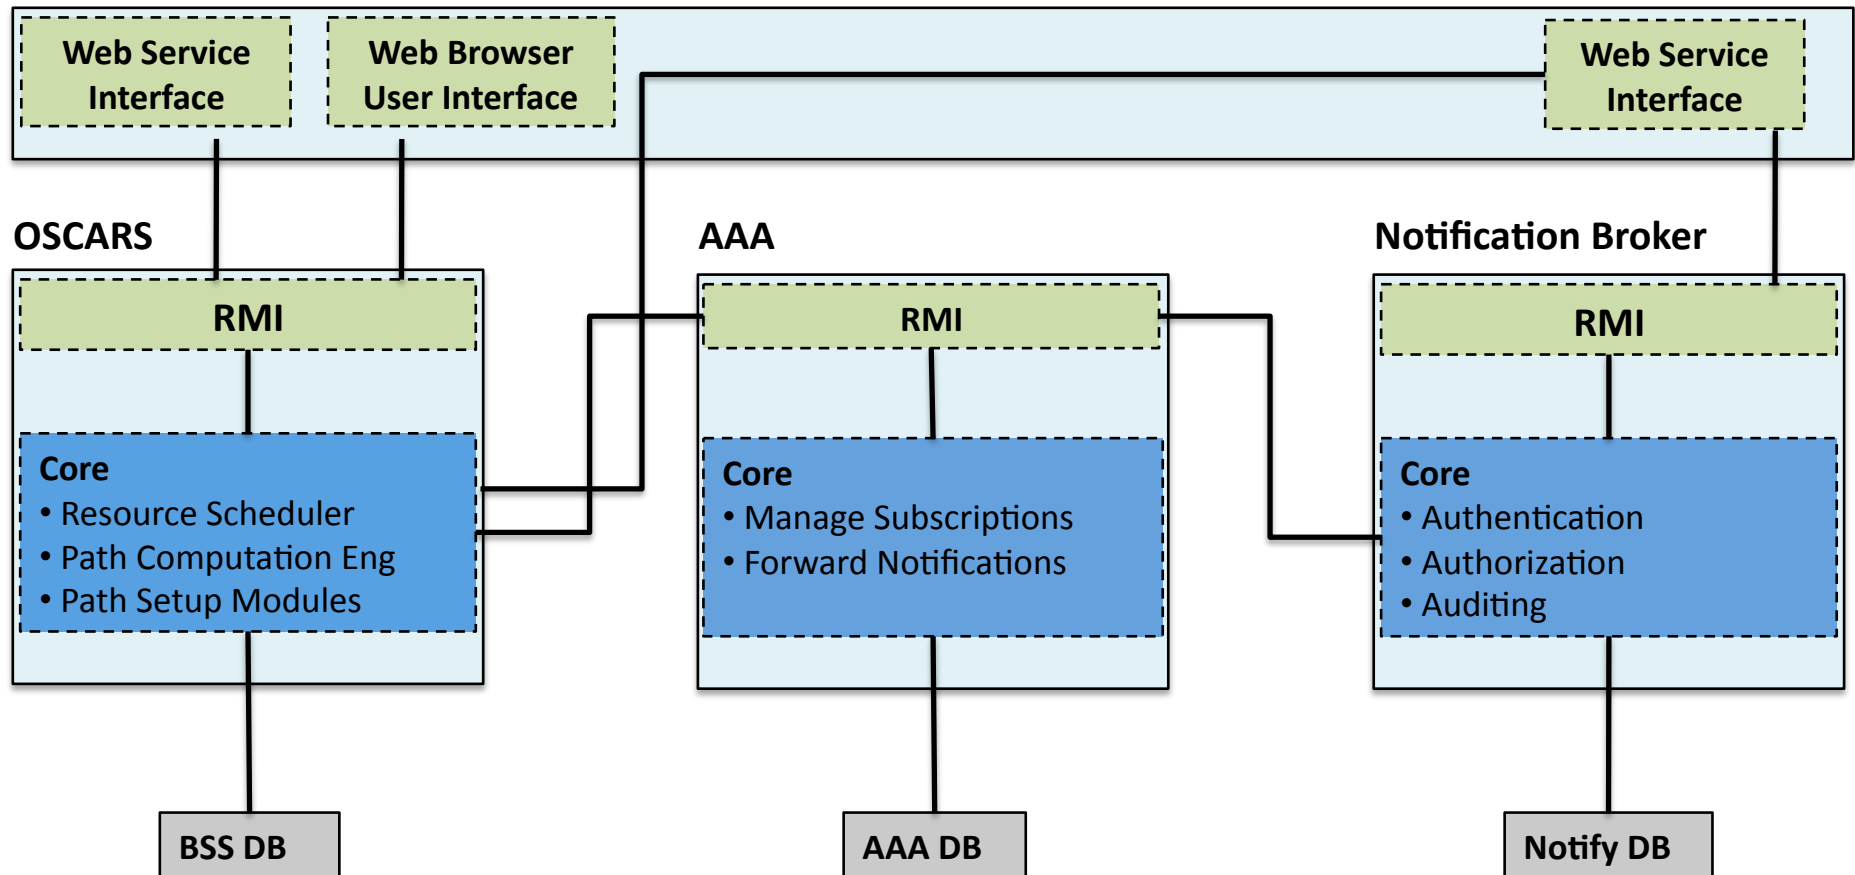 Web Service
Interface
Web Browser
User Interface
Web Service
Interface
OSCARS
AAA
Notification Broker
RMI
RMI
RMI
Core
• Resource Scheduler
• Path Computation Eng
• Path Setup Modules
Core
• Manage Subscriptions
• Forward Notifications
Core
• Authentication
• Authorization
• Auditing
BSS DB
AAA DB
Notify DB